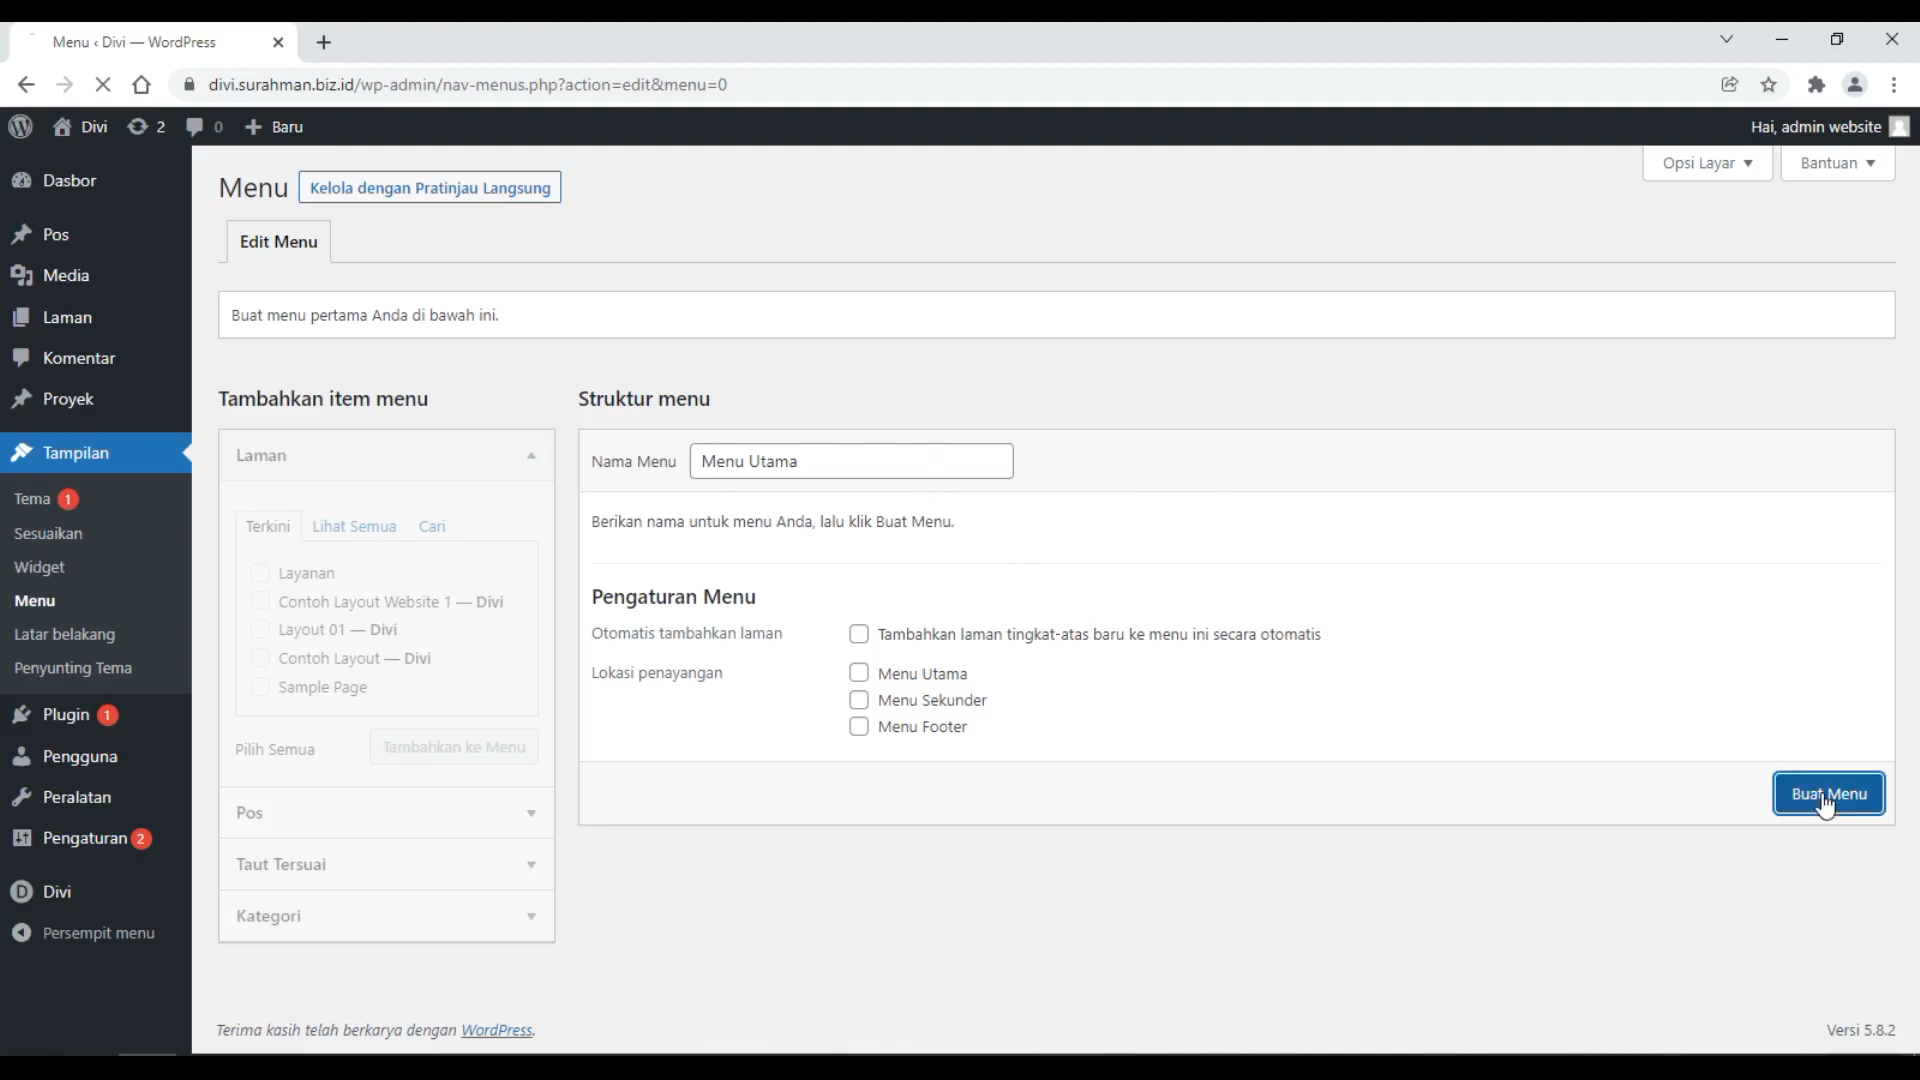 Menu ‹ Divi — WordPress
divi.surahman.biz.id/wp-admin/nav-menus.php?action=edit&menu=0
Divi 2 0 Baru Hai, admin website
Opsi Layar Bantuan
Dasbor
Pos
Media
Laman
Komentar
Proyek
Tampilan
Tema 1
Sesuaikan
Widget
Menu
Latar belakang
Penyunting Tema
Plugin 1
Pengguna
Peralatan
Pengaturan 2
Divi
Persempit menu
Menu Kelola dengan Pratinjau Langsung
Edit Menu
Buat menu pertama Anda di bawah ini.
Tambahkan item menu
Laman
Terkini Lihat Semua Cari
Layanan
Contoh Layout Website 1 — Divi
Layout 01 — Divi
Contoh Layout — Divi
Sample Page
Pilih Semua Tambahkan ke Menu
Pos
Taut Tersuai
Kategori
Struktur menu
Nama Menu Menu Utama
Berikan nama untuk menu Anda, lalu klik Buat Menu.
Pengaturan Menu
Otomatis tambahkan laman Tambahkan laman tingkat-atas baru ke menu ini secara otomatis
Lokasi penayangan Menu Utama
Menu Sekunder
Menu Footer
Buat Menu
Terima kasih telah berkarya dengan WordPress.
Versi 5.8.2